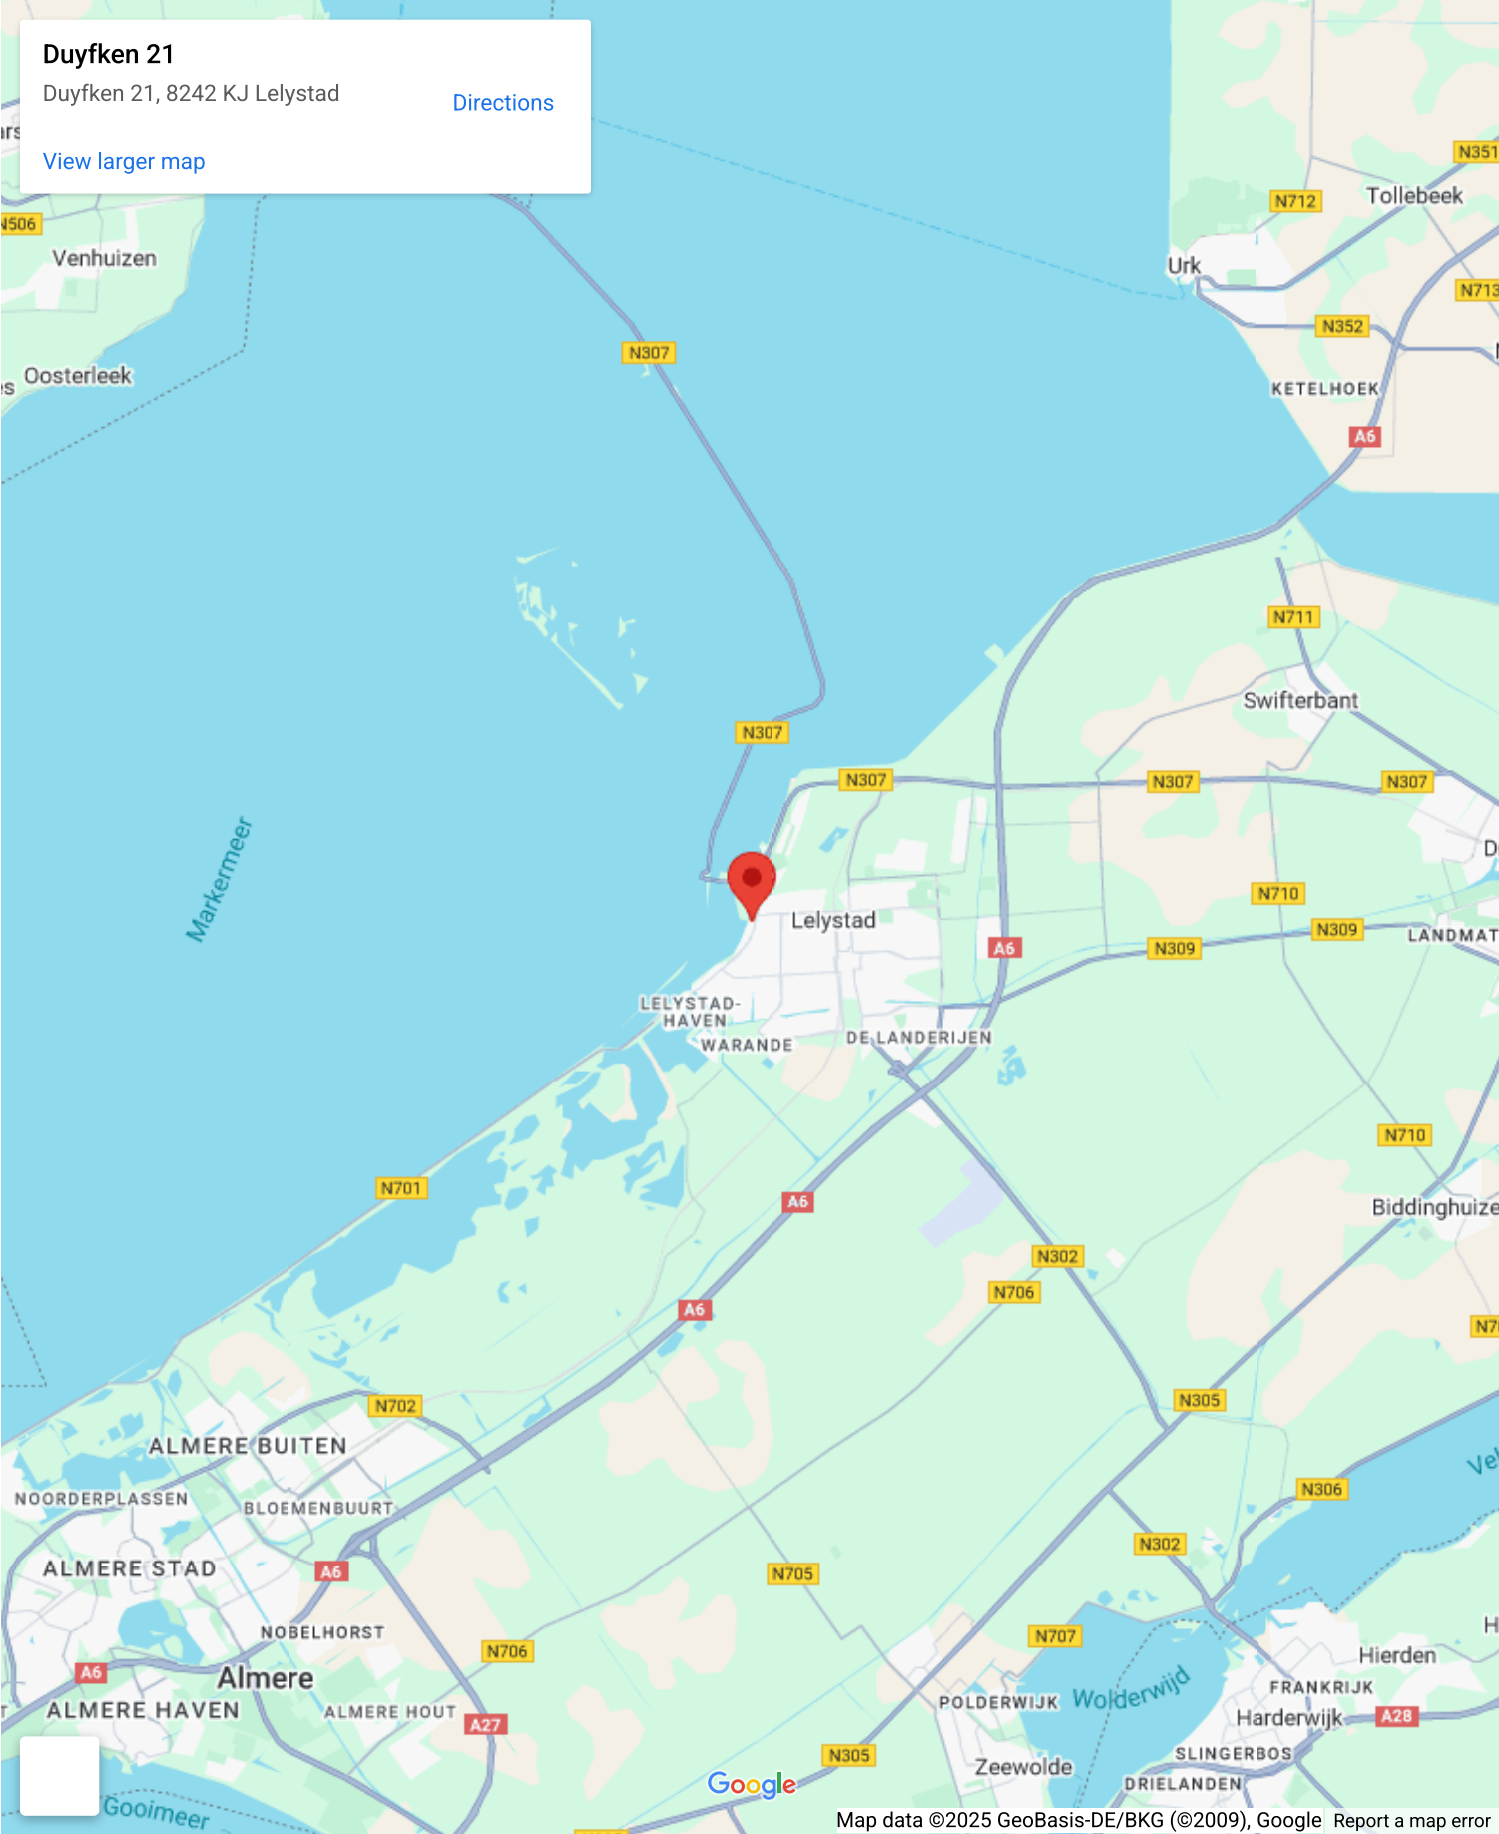 Duyfken 21
Duyfken 21, 8242 KJ Lelystad
Directions
View larger map
N506
Venhuizen
Oosterleek
N307
N351
N712
Tollebeek
Urk
N713
N352
KETELHOEK
A6
N711
Swifterbant
N307
N307
N307
N307
Markermeer
N710
Lelystad
A6
N309
N309
LANDMAT
LELYSTAD-
HAVEN
WARANDE
DE LANDERIJEN
N710
N701
A6
Biddinghuize
N302
N706
A6
N305
N702
ALMERE BUITEN
NOORDERPLASSEN
BLOEMENBUURT
N306
N302
ALMERE STAD
A6
N705
NOBELHORST
N706
N707
Hierden
A6
Almere
ALMERE HAVEN
ALMERE HOUT
A27
POLDERWIJK
Wolderwijd
FRANKRIJK
Harderwijk
A28
N305
SLINGERBOS
Zeewolde
DRIELANDEN
Google
Gooimeer
Map data ©2025 GeoBasis-DE/BKG (©2009), Google
Report a map error